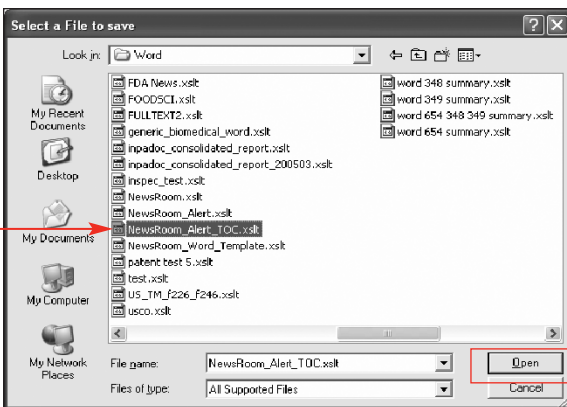 Select a File to save
Look in: Word
My Recent Documents
Desktop
My Documents
My Computer
My Network Places
FDA News.xslt
FOODSCI.xslt
FULLTEXT2.xslt
generic_biomedical_word.xslt
inpadoc_consolidated_report.xslt
inpadoc_consolidated_report_200503.xslt
inspec_test.xslt
NewsRoom.xslt
NewsRoom_Alert.xslt
NewsRoom_Alert_TOC.xslt
NewsRoom_Word_Template.xslt
patent test 5.xslt
test.xslt
US_TM_f226_f246.xslt
usco.xslt
word 348 summary.xslt
word 349 summary.xslt
word 654 348 349 summary.xslt
word 654 summary.xslt
File name: NewsRoom_Alert_TOC.xslt Open
Files of type: All Supported Files Cancel